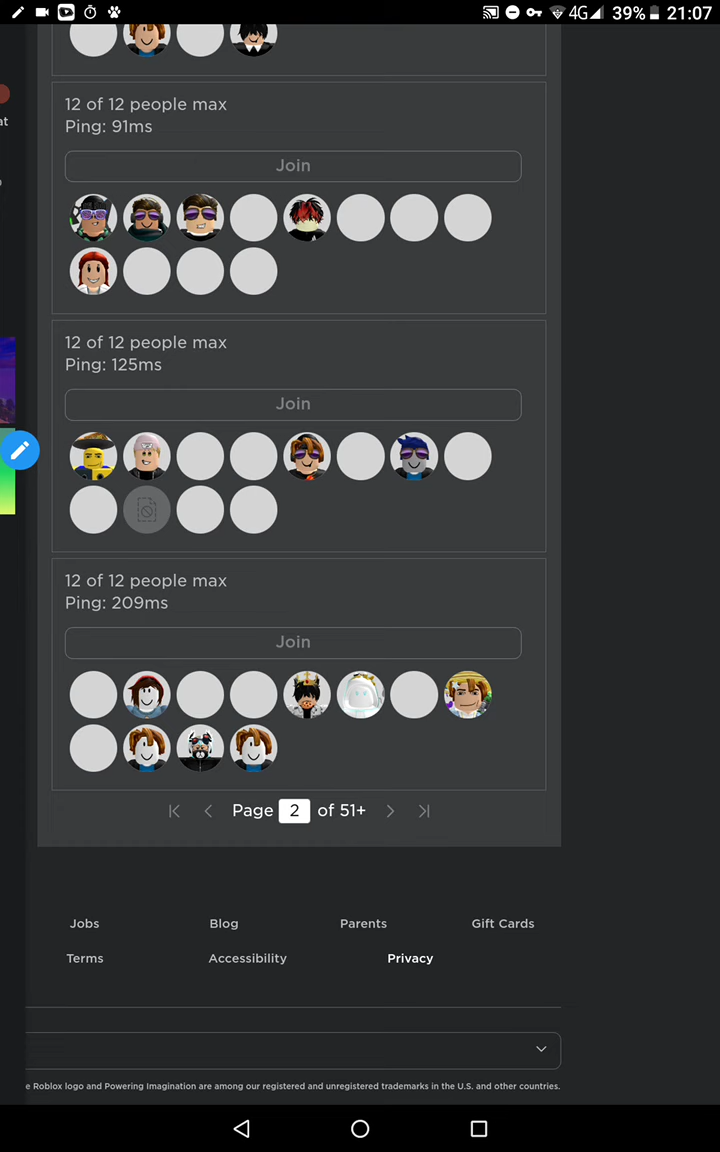 4G 39% 21:07
at
12 of 12 people max
Ping: 91ms
Join
12 of 12 people max
Ping: 125ms
Join
12 of 12 people max
Ping: 209ms
Join
Page 2 of 51+
Jobs Blog Parents Gift Cards
Terms Accessibility Privacy
e Roblox logo and Powering Imagination are among our registered and unregistered trademarks in the U.S. and other countries.